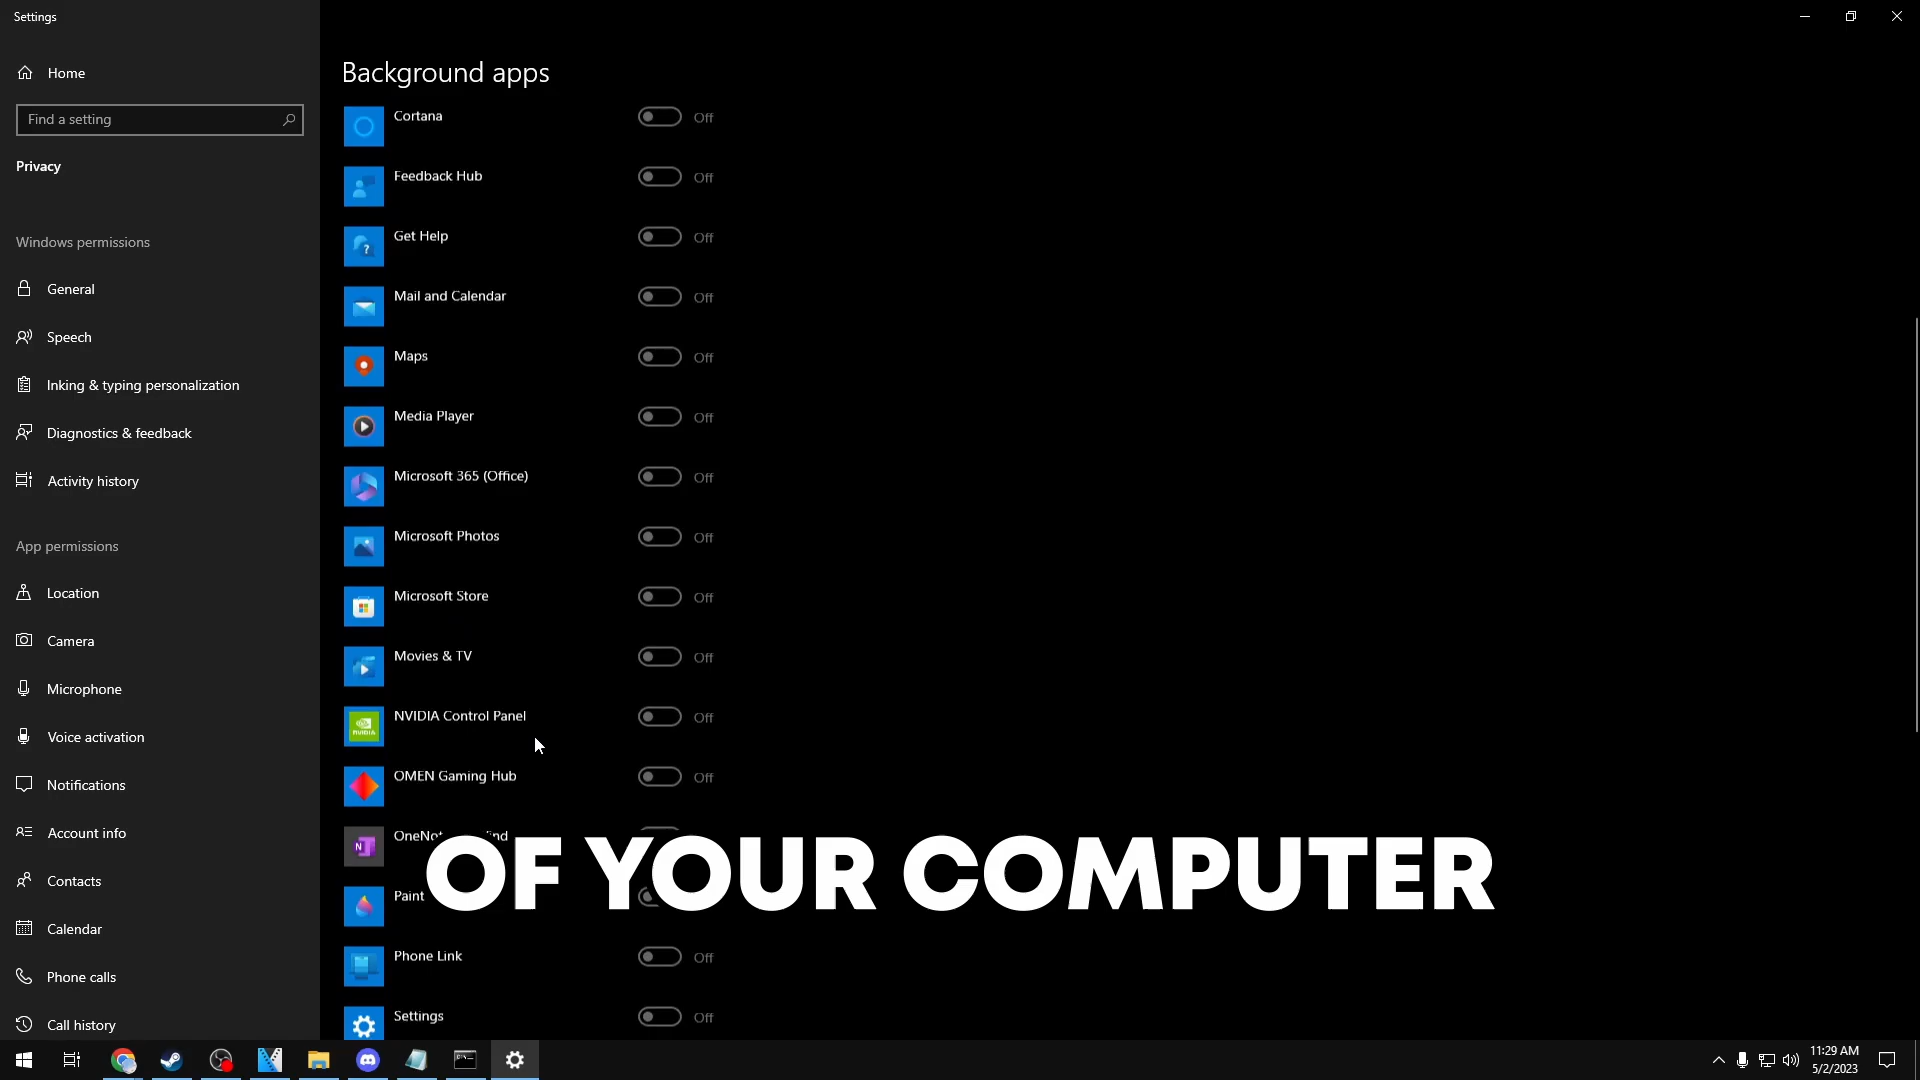 Settings
Home
Find a setting
Privacy
Windows permissions
General
Speech
Inking & typing personalization
Diagnostics & feedback
Activity history
App permissions
Location
Camera
Microphone
Voice activation
Notifications
Account info
Contacts
Calendar
Phone calls
Call history
Background apps
Cortana Off
Feedback Hub Off
Get Help Off
Mail and Calendar Off
Maps Off
Media Player Off
Microsoft 365 (Office) Off
Microsoft Photos Off
Microsoft Store Off
Movies & TV Off
NVIDIA Control Panel Off
OMEN Gaming Hub Off
Paint
Phone Link Off
Settings Off
OF YOUR COMPUTER
11:29 AM
5/2/2023